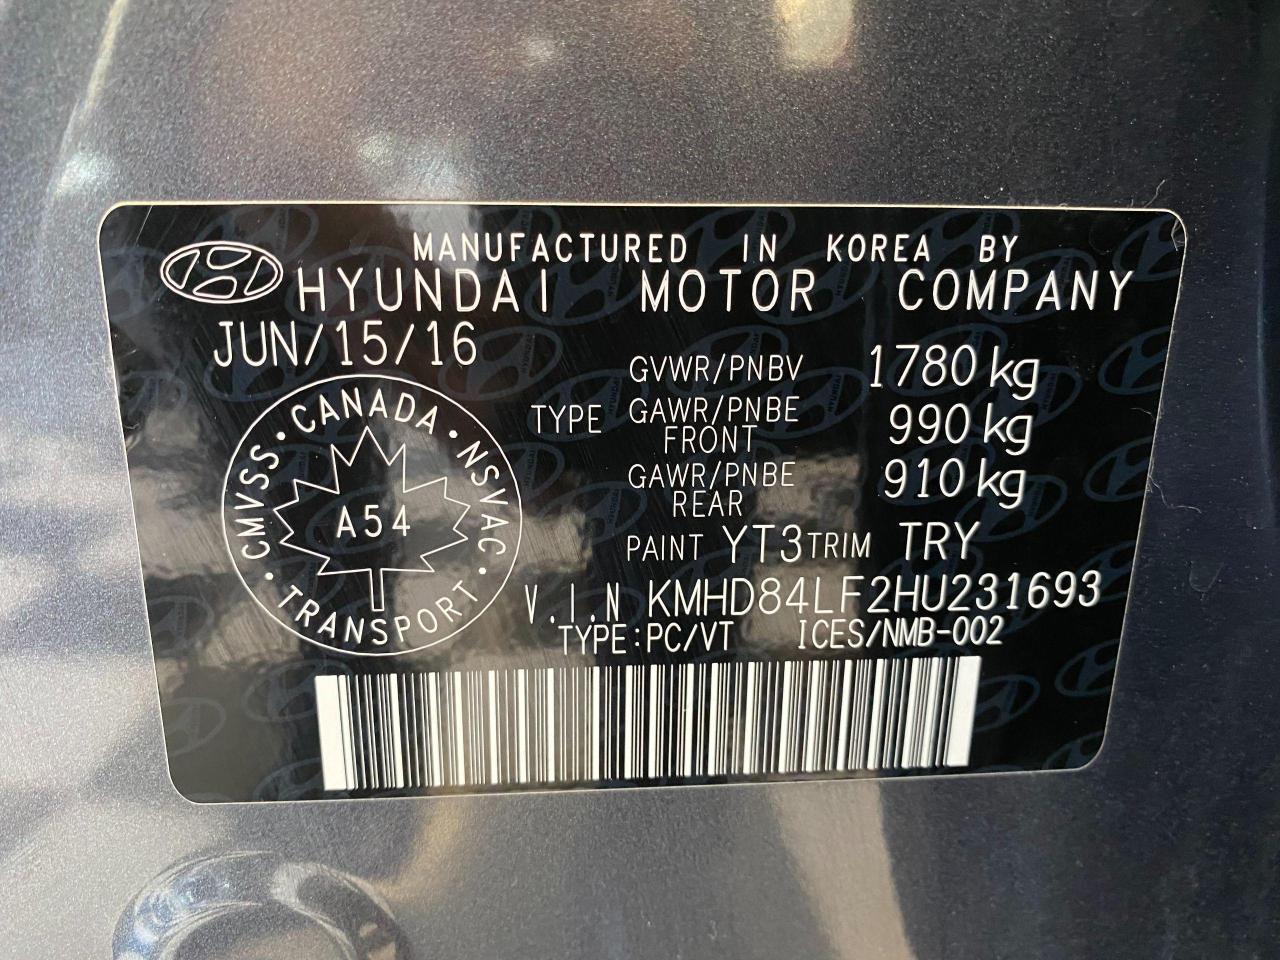 MANUFACTURED IN KOREA BY
HYUNDAI MOTOR COMPANY
JUN/15/16
GVWR/PNBV 1780 kg
TYPE GAWR/PNBE FRONT 990 kg
GAWR/PNBE REAR 910 kg
PAINT YT3 TRIM TRY
V.I.N KMHD84LF2HU231693
TYPE:PC/VT ICES/NMB-002
CMVSS · CANADA · NSVAC · TRANSPORT ·
A54